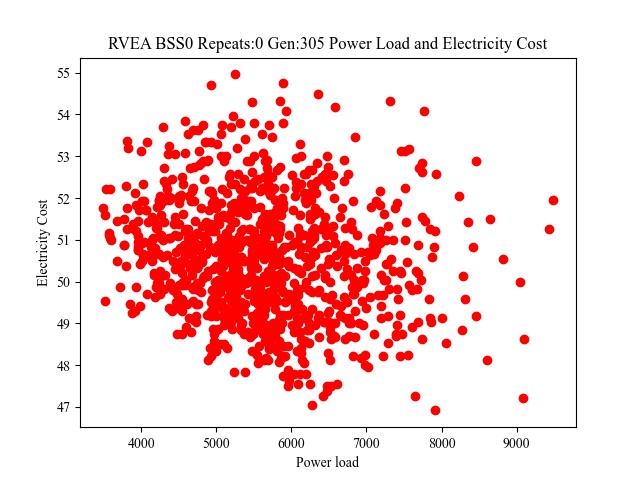 RVEA BSS0 Repeats:0 Gen:305 Power Load and Electricity Cost
55
54
53
52
51
50
49
48
47
Electricity Cost
4000 5000 6000 7000 8000 9000
Power load